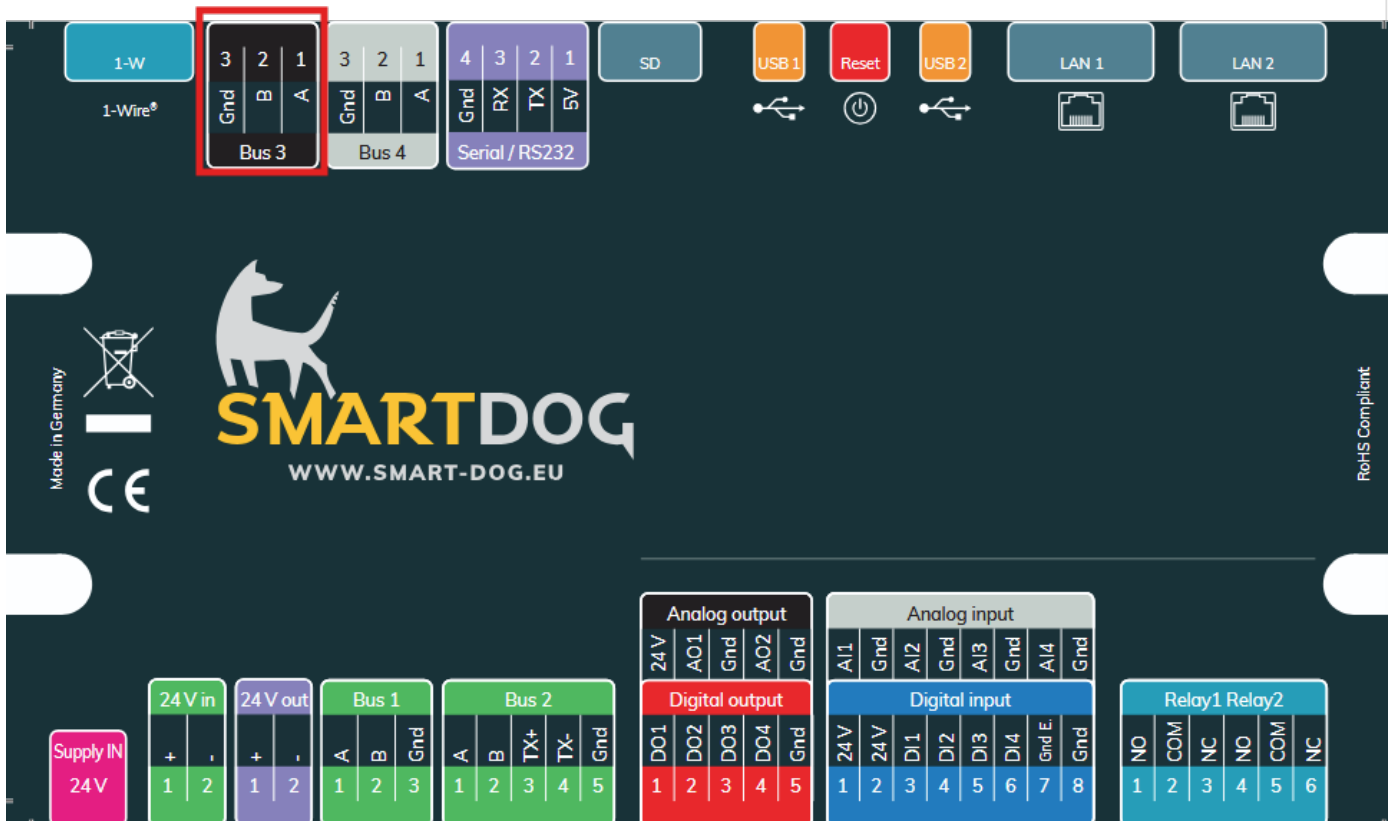 1-W
1-Wire®
3 2 1
Gnd B A
Bus 3
3 2 1
Gnd B A
Bus 4
4 3 2 1
Gnd RX TX 5V
Serial / RS232
SD
USB 1
Reset
USB 2
LAN 1
LAN 2
Made in Germany
CE
SMARTDOG
WWW.SMART-DOG.EU
RoHS Compliant
Supply IN
24 V
24 V in
+ -
1 2
24 V out
+ -
1 2
Bus 1
A B Gnd
1 2 3
Bus 2
A B TX+ TX- Gnd
1 2 3 4 5
Analog output
24 V AO1 Gnd AO2 Gnd
Digital output
DO1 DO2 DO3 DO4 Gnd
1 2 3 4 5
Analog input
AI1 Gnd AI2 Gnd AI3 Gnd AI4 Gnd
Digital input
24 V 24 V DI1 DI2 DI3 DI4 Gnd E. Gnd
1 2 3 4 5 6 7 8
Relay1 Relay2
NO COM NC NO COM NC
1 2 3 4 5 6